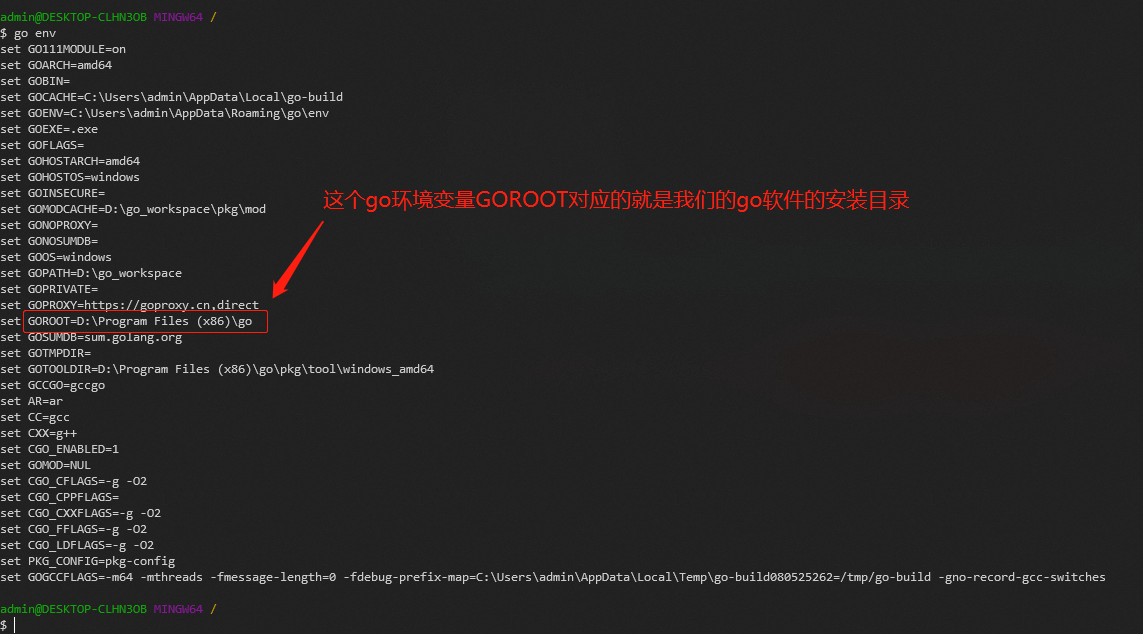 admin@DESKTOP-CLHN3OB MINGW64 /
$ go env
set GO111MODULE=on
set GOARCH=amd64
set GOBIN=
set GOCACHE=C:\Users\admin\AppData\Local\go-build
set GOENV=C:\Users\admin\AppData\Roaming\go\env
set GOEXE=.exe
set GOFLAGS=
set GOHOSTARCH=amd64
set GOHOSTOS=windows
set GOINSECURE=
这个go环境变量GOROOT对应的就是我们的go软件的安装目录
set GOMODCACHE=D:\go_workspace\pkg\mod
set GONOPROXY=
set GONOSUMDB=
set GOOS=windows
set GOPATH=D:\go_workspace
set GOPRIVATE=
set GOPROXY=https://goproxy.cn,direct
set GOROOT=D:\Program Files (x86)\go
set GOSUMDB=sum.golang.org
set GOTMPDIR=
set GOTOOLDIR=D:\Program Files (x86)\go\pkg\tool\windows_amd64
set GCCGO=gccgo
set AR=ar
set CC=gcc
set CXX=g++
set CGO_ENABLED=1
set GOMOD=NUL
set CGO_CFLAGS=-g -O2
set CGO_CPPFLAGS=
set CGO_CXXFLAGS=-g -O2
set CGO_FFLAGS=-g -O2
set CGO_LDFLAGS=-g -O2
set PKG_CONFIG=pkg-config
set GOGCCFLAGS=-m64 -mthreads -fmessage-length=0 -fdebug-prefix-map=C:\Users\admin\AppData\Local\Temp\go-build080525262=/tmp/go-build -gno-record-gcc-switches
admin@DESKTOP-CLHN3OB MINGW64 /
$